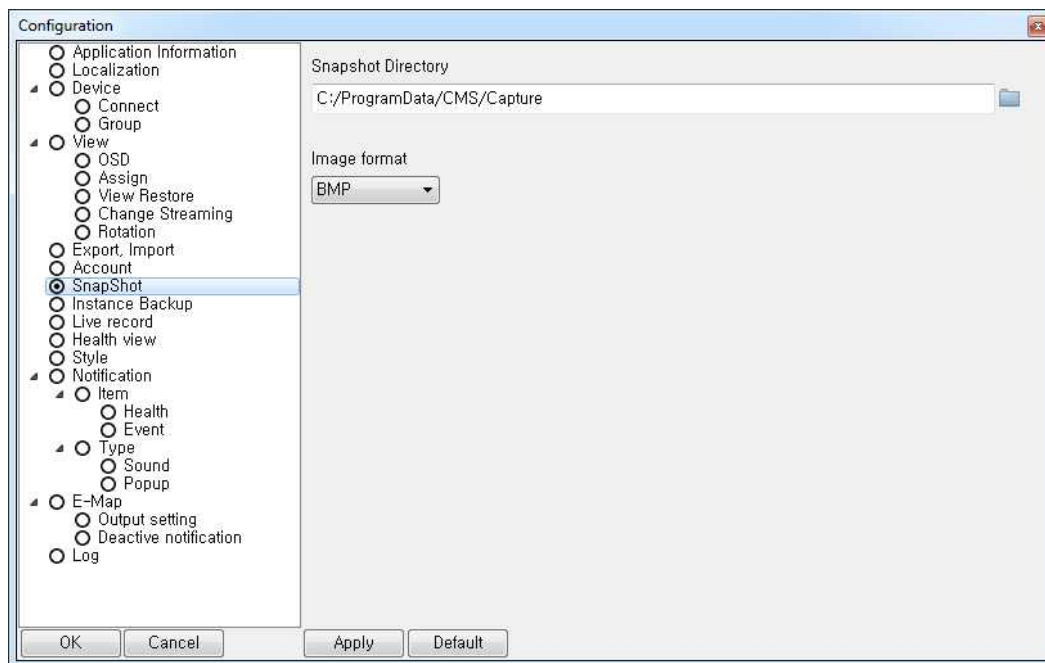 Configuration
Application Information
Localization
Device
Connect
Group
View
OSD
Assign
View Restore
Change Streaming
Rotation
Export, Import
Account
SnapShot
Instance Backup
Live record
Health view
Style
Notification
Item
Health
Event
Type
Sound
Popup
E-Map
Output setting
Deactive notification
Log
Snapshot Directory
C:/ProgramData/CMS/Capture
Image format
BMP
OK
Cancel
Apply
Default